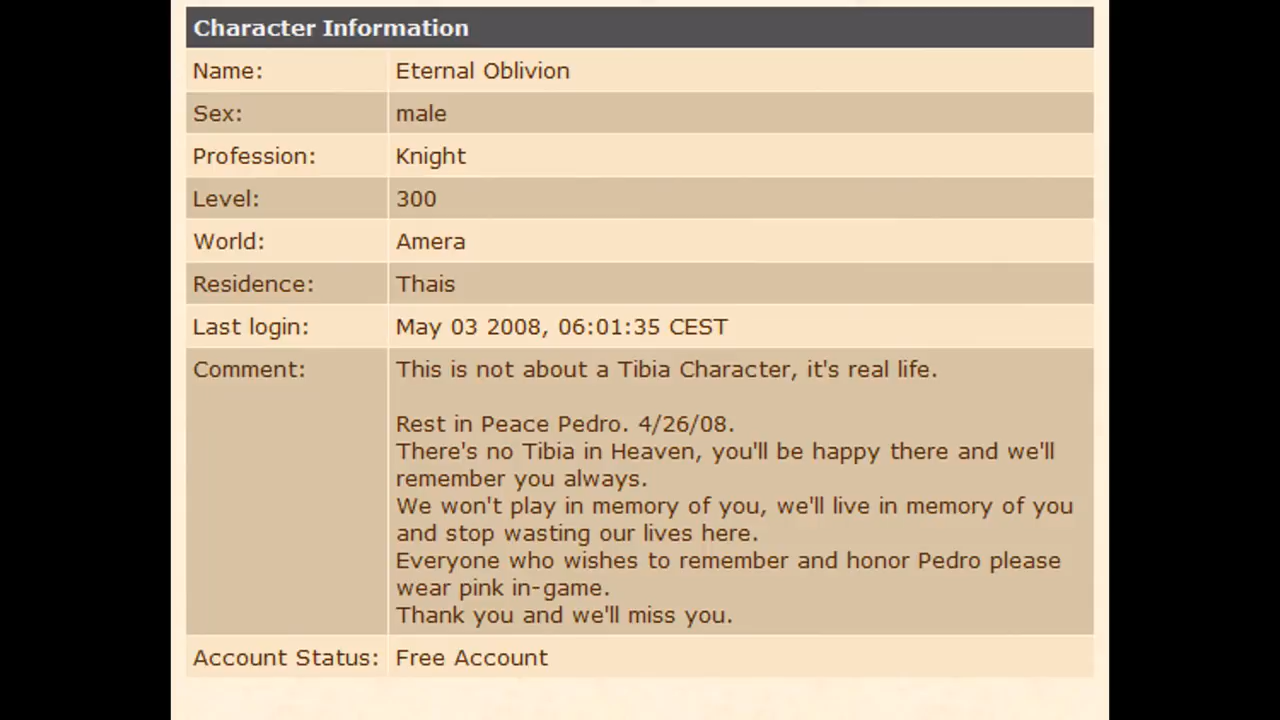 Character Information
Name: Eternal Oblivion
Sex: male
Profession: Knight
Level: 300
World: Amera
Residence: Thais
Last login: May 03 2008, 06:01:35 CEST
Comment: This is not about a Tibia Character, it's real life.
Rest in Peace Pedro. 4/26/08.
There's no Tibia in Heaven, you'll be happy there and we'll
remember you always.
We won't play in memory of you, we'll live in memory of you
and stop wasting our lives here.
Everyone who wishes to remember and honor Pedro please
wear pink in-game.
Thank you and we'll miss you.
Account Status: Free Account